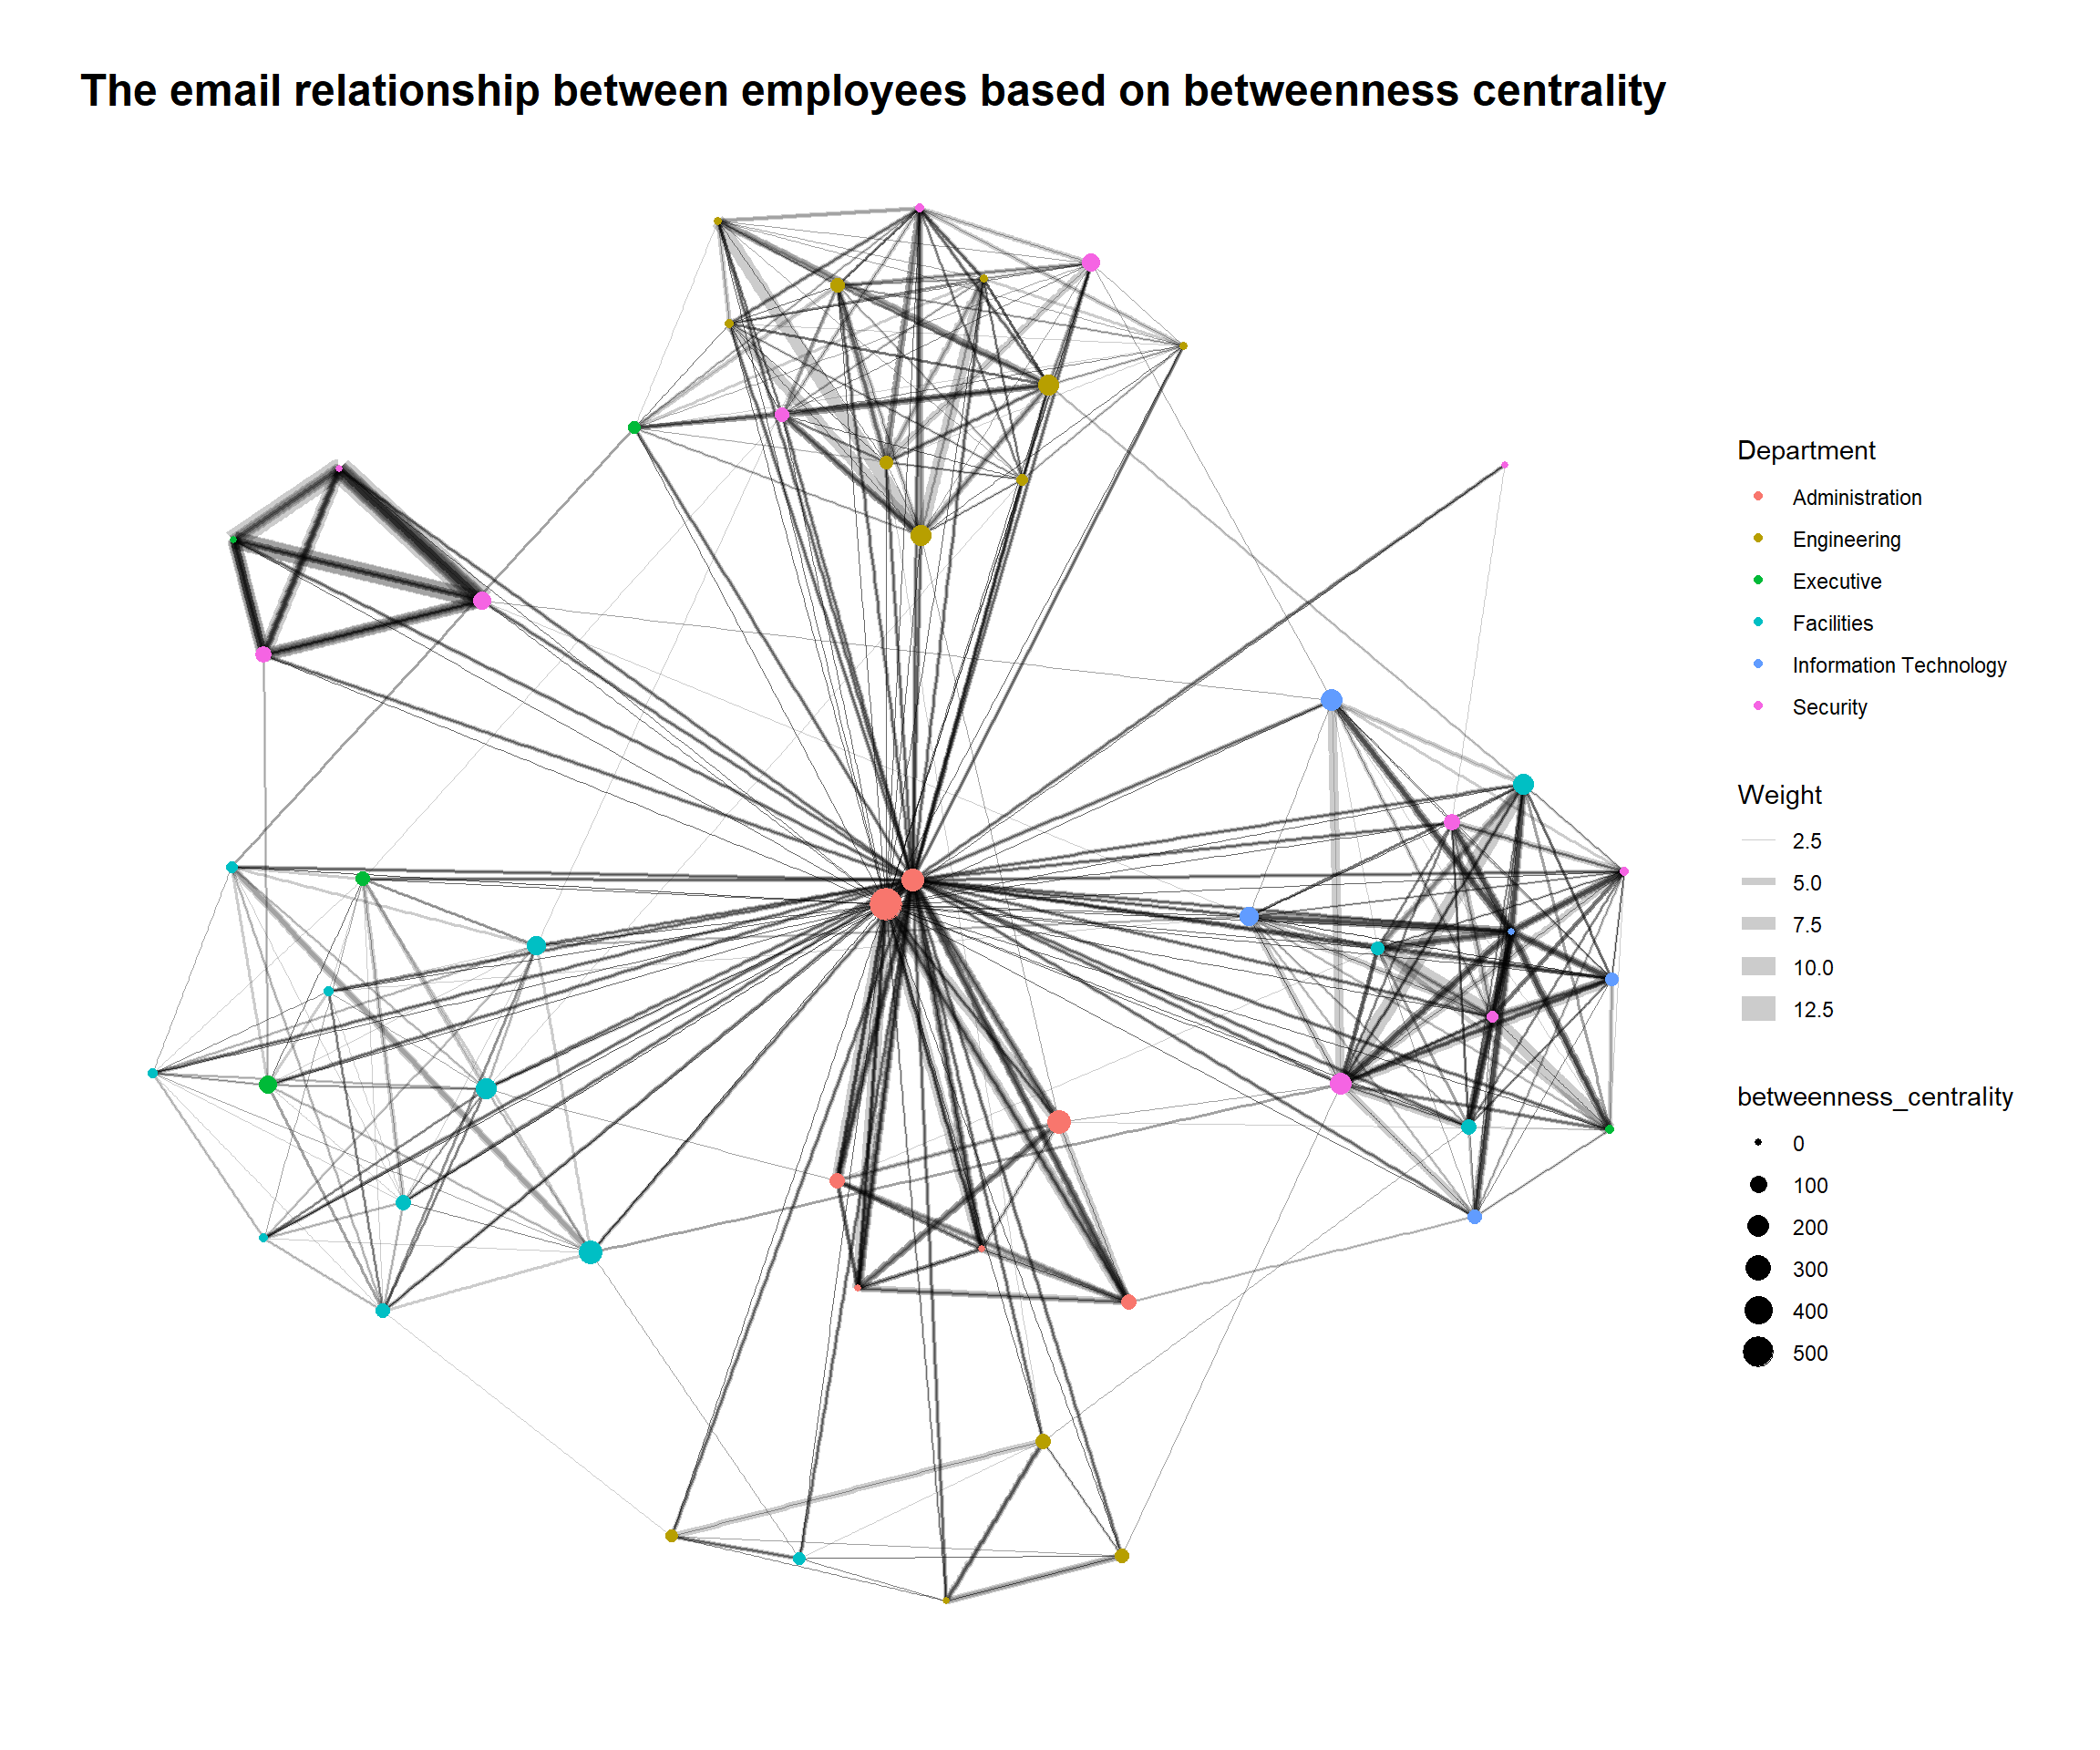 The email relationship between employees based on betweenness centrality
Department
Administration
Engineering
Executive
Facilities
Information Technology
Security
Weight
2.5
5.0
7.5
10.0
12.5
betweenness_centrality
0
100
200
300
400
500